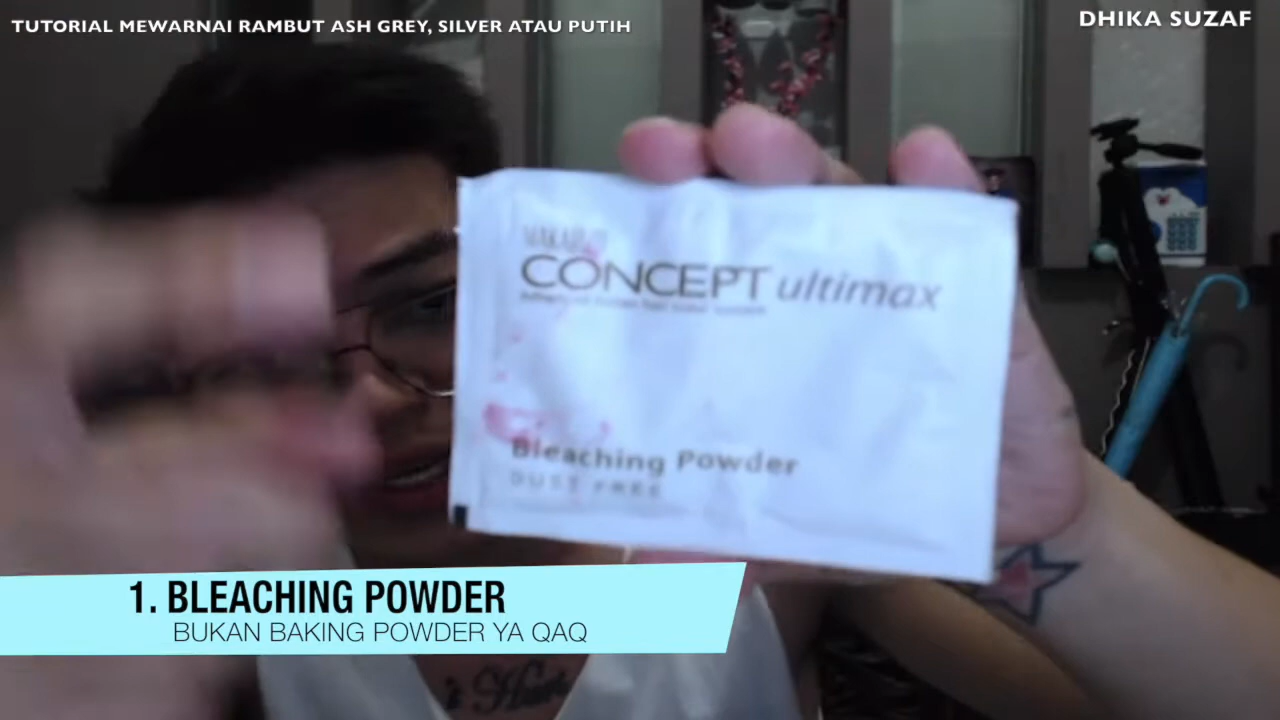 TUTORIAL MEWARNAI RAMBUT ASH GREY, SILVER ATAU PUTIH
DHIKA SUZAF
CONCEPT ultimax
Bleaching Powder
DUST FREE
1. BLEACHING POWDER
BUKAN BAKING POWDER YA QAQ